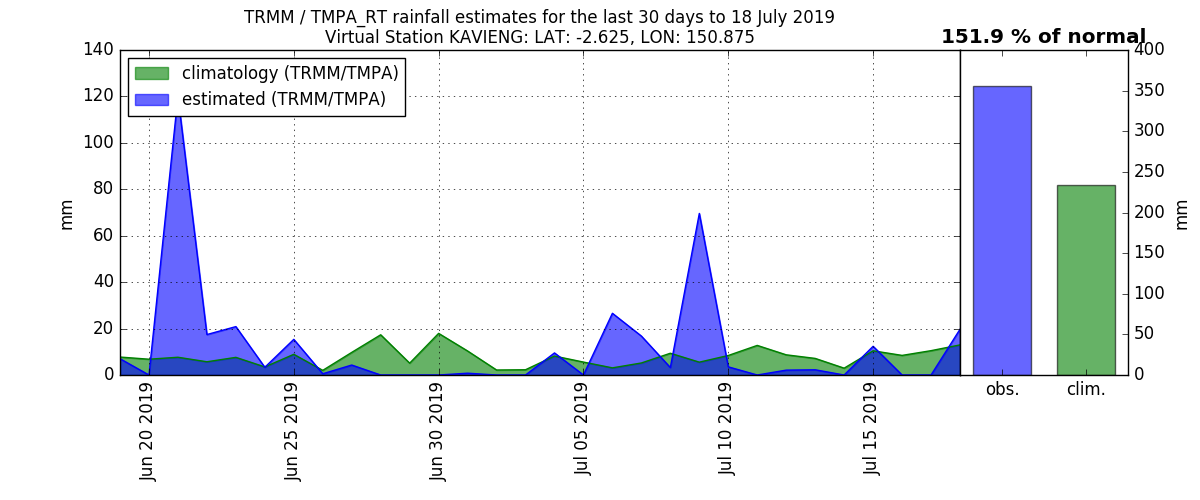 TRMM / TMPA_RT rainfall estimates for the last 30 days to 18 July 2019
Virtual Station KAVIENG: LAT: -2.625, LON: 150.875
151.9 % of normal
climatology (TRMM/TMPA)
estimated (TRMM/TMPA)
mm
140
120
100
80
60
40
20
0
Jun 20 2019
Jun 25 2019
Jun 30 2019
Jul 05 2019
Jul 10 2019
Jul 15 2019
400
350
300
250
200
150
100
50
0
mm
obs.
clim.